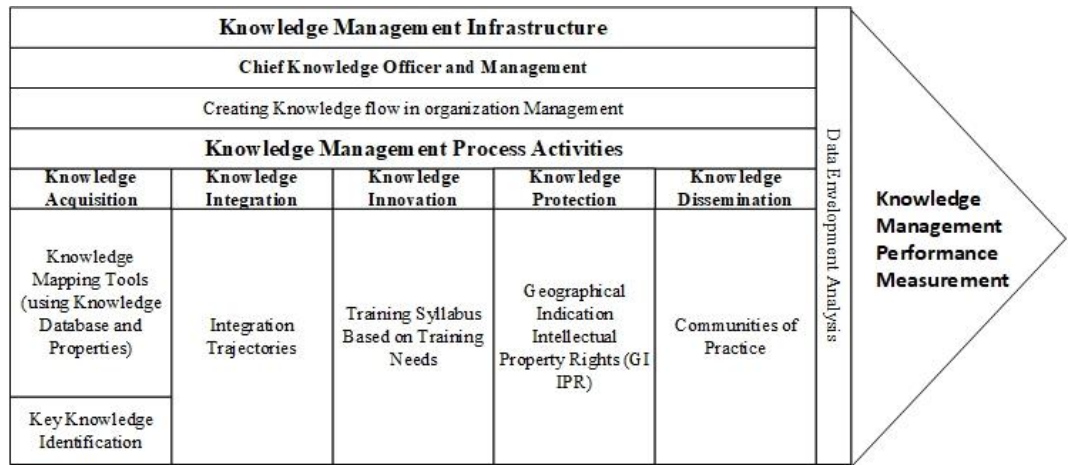 Knowledge Management Infrastructure
Chief Knowledge Officer and Management
Creating Knowledge flow in organization Management
Knowledge Management Process Activities
Knowledge
Acquisition
Knowledge
Integration
Knowledge
Innovation
Knowledge
Protection
Knowledge
Dissemination
Knowledge
Mapping Tools
(using Knowledge
Database and
Properties)
Key Knowledge
Identification
Integration
Trajectories
Training Syllabus
Based on Training
Needs
Geographical
Indication
Intellectual
Property Rights (GI
IPR)
Communities of
Practice
Data Envelopment Analysis
Knowledge
Management
Performance
Measurement